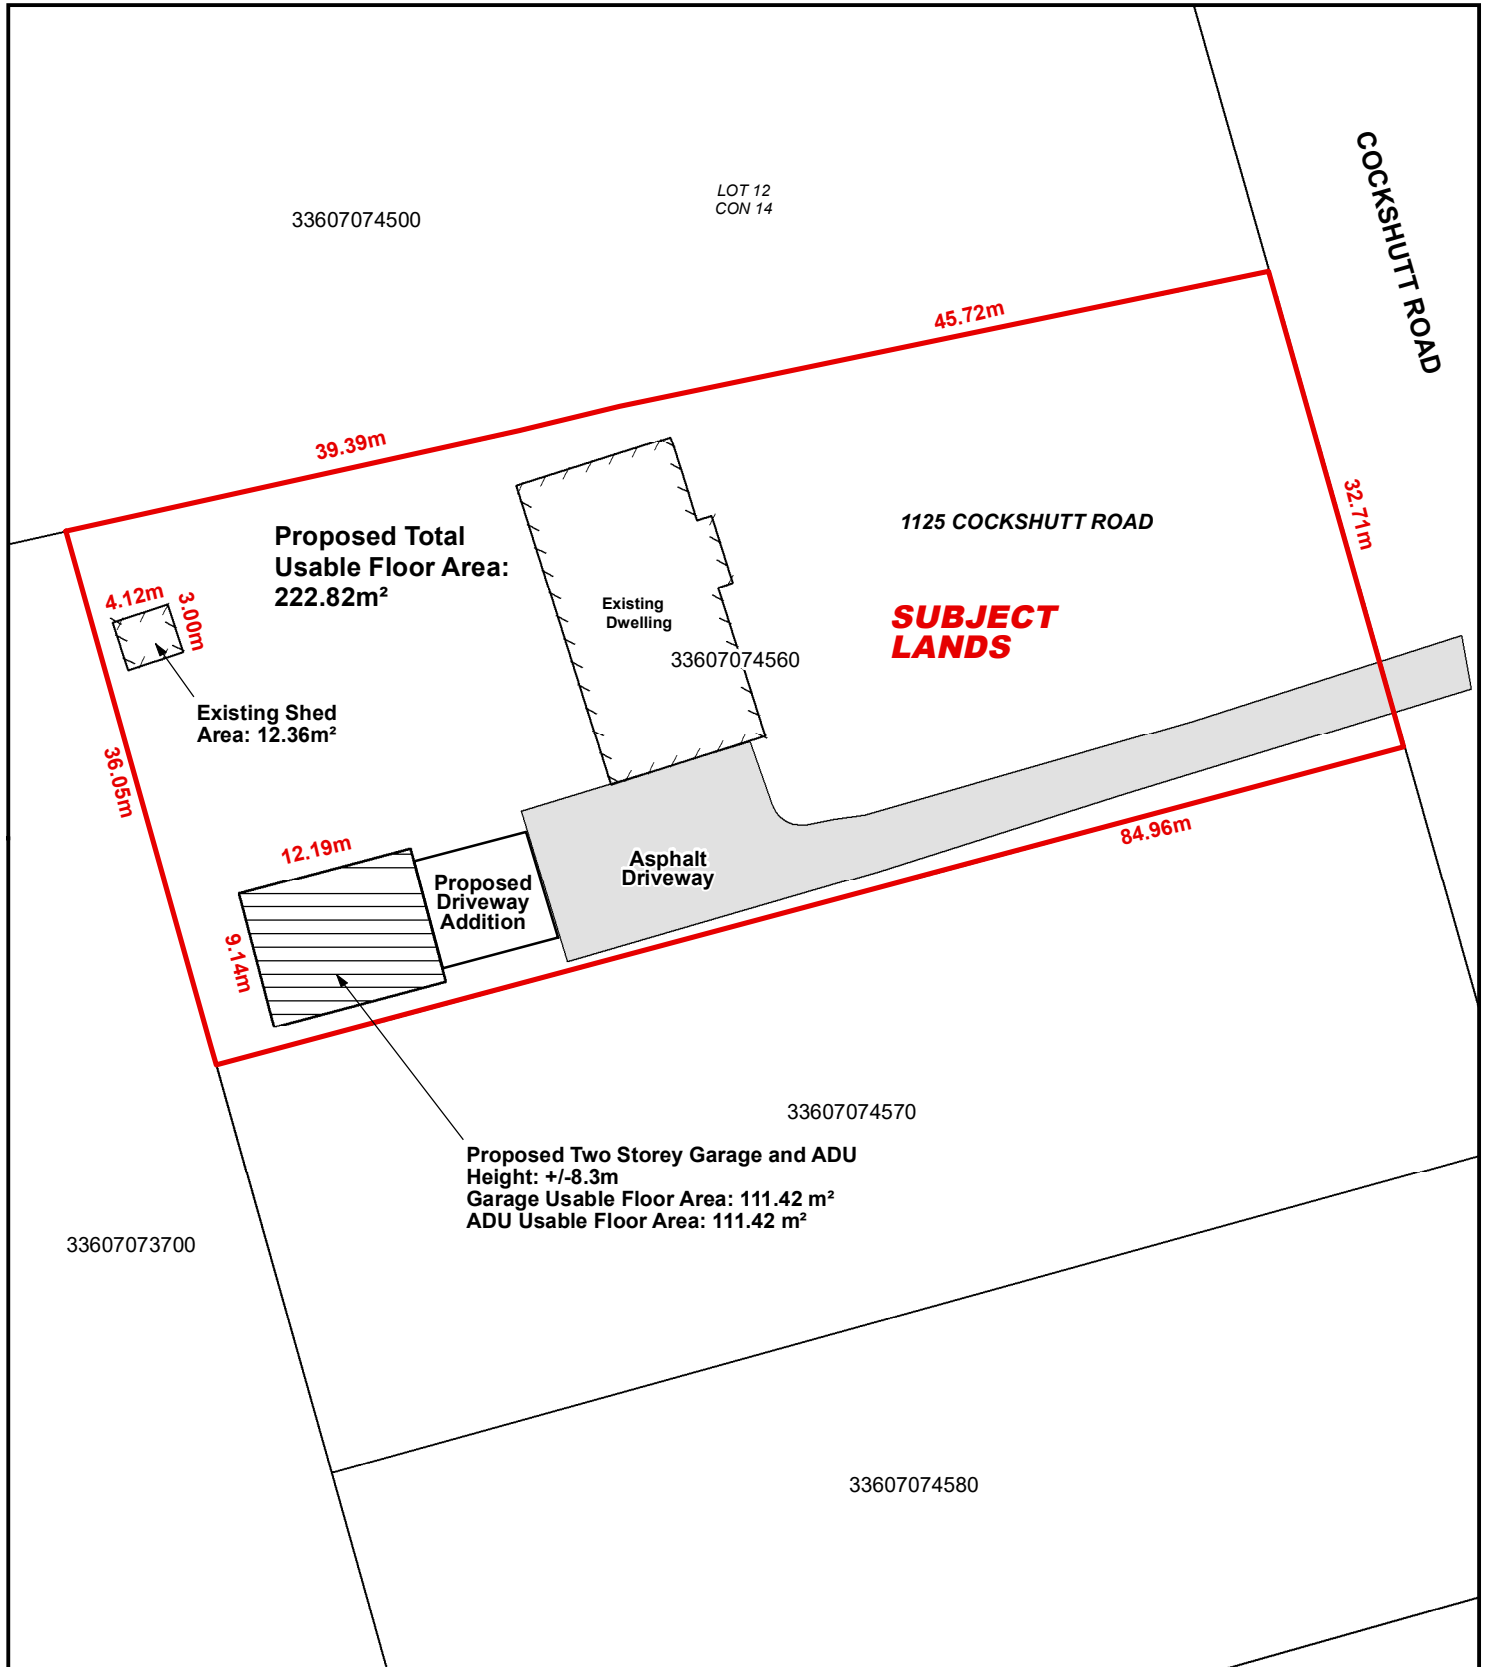 LOT 12
CON 14
33607074500
COCKSHUTT ROAD
45.72m
39.39m
32.71m
1125 COCKSHUTT ROAD
Proposed Total
Usable Floor Area:
222.82m²
4.12m
3.00m
Existing
Dwelling
SUBJECT
LANDS
33607074560
Existing Shed
Area: 12.36m²
36.05m
84.96m
12.19m
Asphalt
Driveway
Proposed
Driveway
Addition
9.14m
33607074570
Proposed Two Storey Garage and ADU
Height: +/-8.3m
Garage Usable Floor Area: 111.42 m²
ADU Usable Floor Area: 111.42 m²
33607073700
33607074580